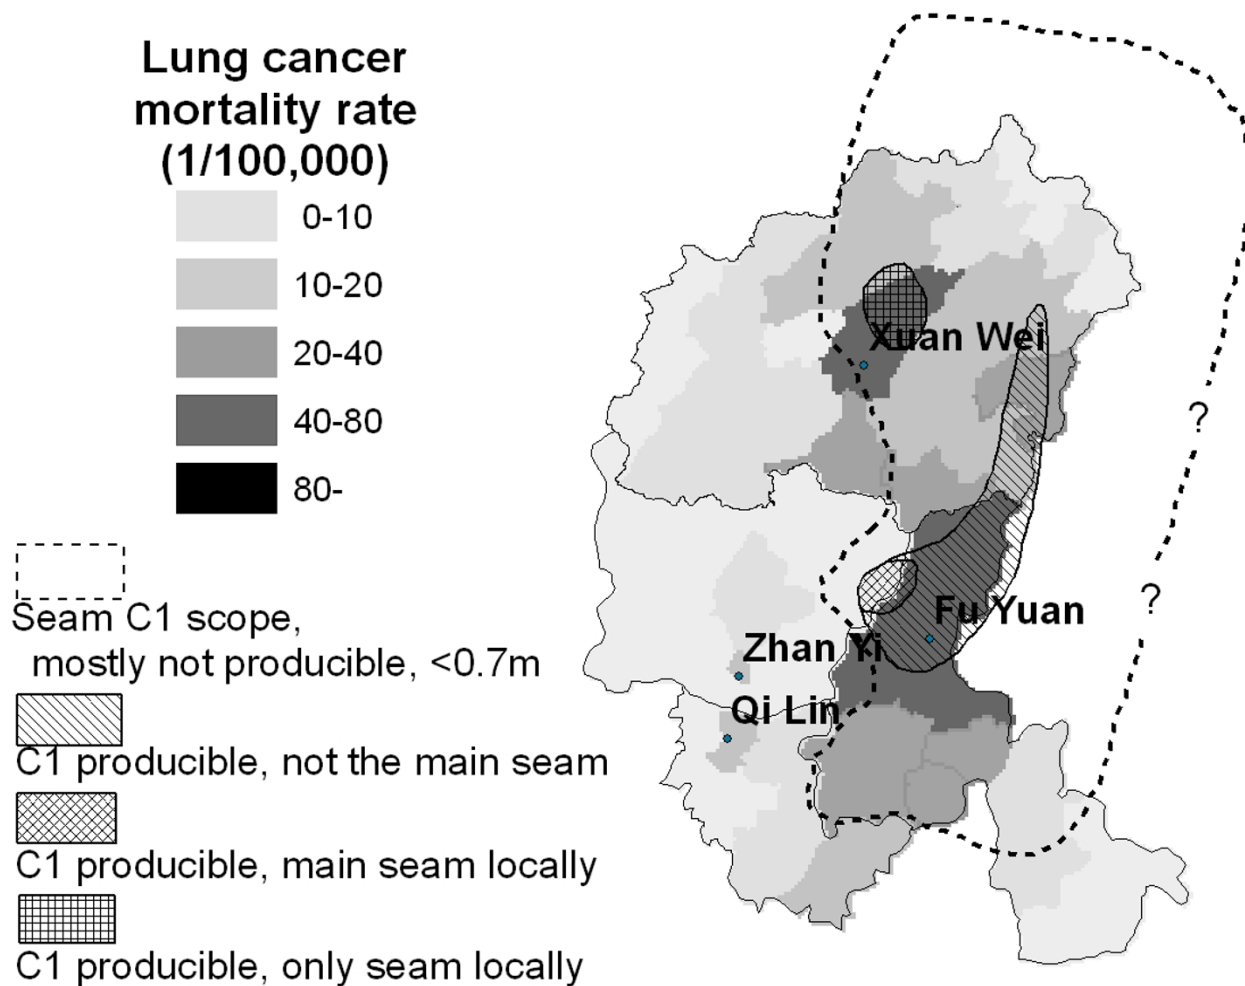 Lung cancer
mortality rate
(1/100,000)
0-10
10-20
20-40
40-80
80-
Seam C1 scope,
mostly not producible, <0.7m
C1 producible, not the main seam
C1 producible, main seam locally
C1 producible, only seam locally
Xuan Wei
?
?
Fu Yuan
Zhan Yi
Qi Lin